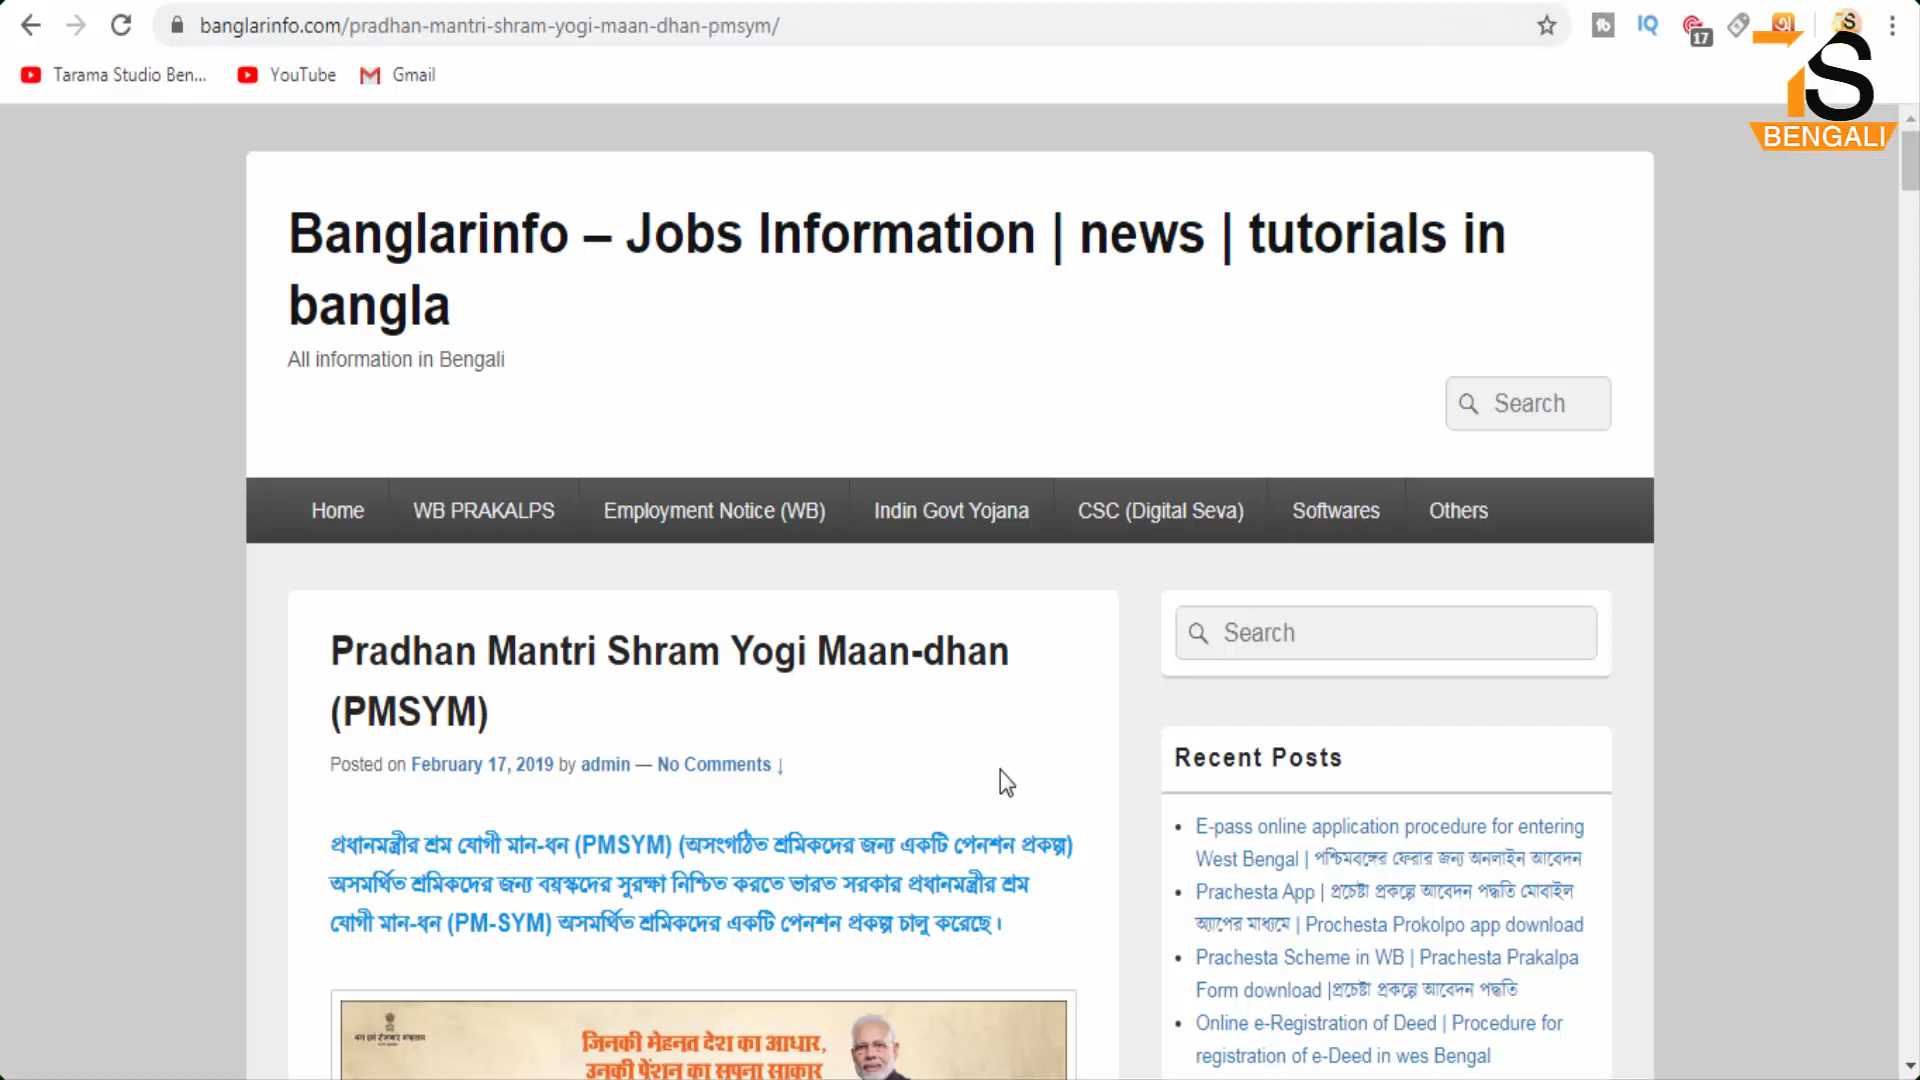 banglarinfo.com/pradhan-mantri-shram-yogi-maan-dhan-pmsym/
IQ
17
Tarama Studio Ben...
YouTube
Gmail
S
BENGALI
Banglarinfo – Jobs Information | news | tutorials in
bangla
All information in Bengali
Search
Home
WB PRAKALPS
Employment Notice (WB)
Indin Govt Yojana
CSC (Digital Seva)
Softwares
Others
Pradhan Mantri Shram Yogi Maan-dhan
(PMSYM)
Posted on February 17, 2019 by admin — No Comments ↓
প্রধানমন্ত্রীর শ্রম যোগী মান-ধন (PMSYM) (অসংগঠিত শ্রমিকদের জন্য একটি পেনশন প্রকল্প)
অসমর্থিত শ্রমিকদের জন্য বয়স্কদের সুরক্ষা নিশ্চিত করতে ভারত সরকার প্রধানমন্ত্রীর শ্রম
যোগী মান-ধন (PM-SYM) অসমর্থিত শ্রমিকদের একটি পেনশন প্রকল্প চালু করেছে।
जिनकी मेहनत देश का आधार,
उनकी पेंशन का सपना साकार
Search
Recent Posts
E-pass online application procedure for entering
West Bengal | পশ্চিমবঙ্গের ফেরার জন্য অনলাইন আবেদন
Prachesta App | প্রচেষ্টা প্রকল্পে আবেদন পদ্ধতি মোবাইল
অ্যাপের মাধ্যমে | Prochesta Prokolpo app download
Prachesta Scheme in WB | Prachesta Prakalpa
Form download |প্রচেষ্টা প্রকল্পে আবেদন পদ্ধতি
Online e-Registration of Deed | Procedure for
registration of e-Deed in wes Bengal